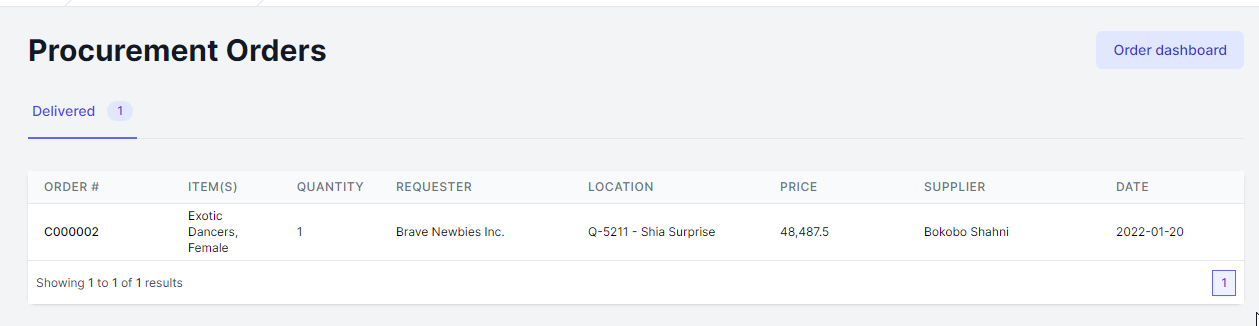 Procurement Orders
Order dashboard
Delivered 1
ORDER # ITEM(S) QUANTITY REQUESTER LOCATION PRICE SUPPLIER DATE
C000002 Exotic Dancers, Female 1 Brave Newbies Inc. Q-5211 - Shia Surprise 48,487.5 Bokobo Shahni 2022-01-20
Showing 1 to 1 of 1 results
1